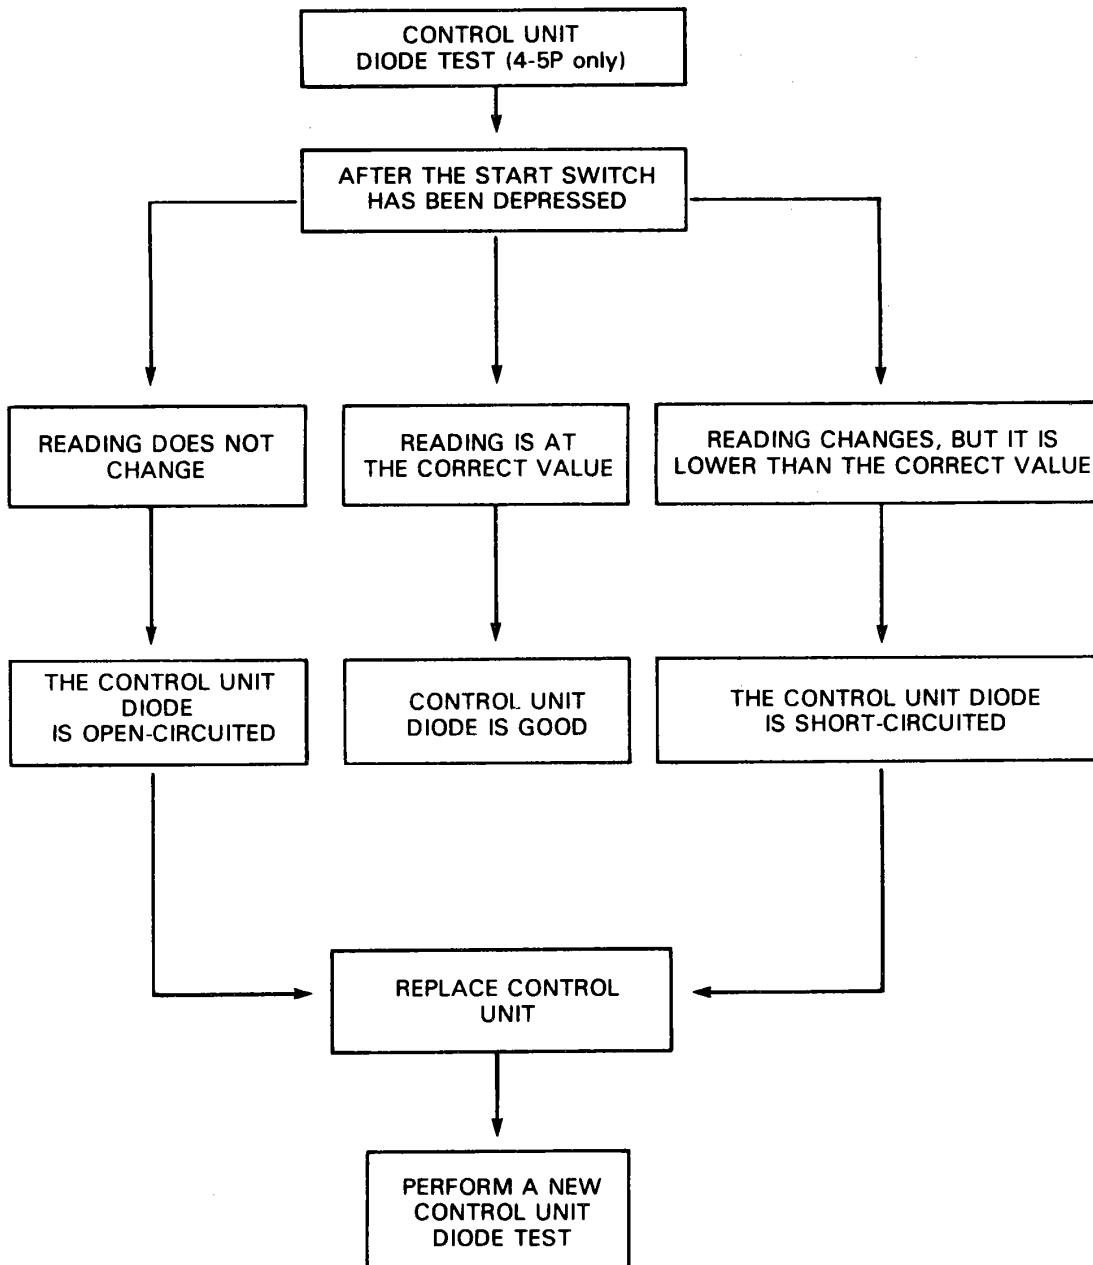 CONTROL UNIT
DIODE TEST (4-5P only)
AFTER THE START SWITCH
HAS BEEN DEPRESSED
READING DOES NOT
CHANGE
READING IS AT
THE CORRECT VALUE
READING CHANGES, BUT IT IS
LOWER THAN THE CORRECT VALUE
THE CONTROL UNIT
DIODE
IS OPEN-CIRCUITED
CONTROL UNIT
DIODE IS GOOD
THE CONTROL UNIT DIODE
IS SHORT-CIRCUITED
REPLACE CONTROL
UNIT
PERFORM A NEW
CONTROL UNIT
DIODE TEST